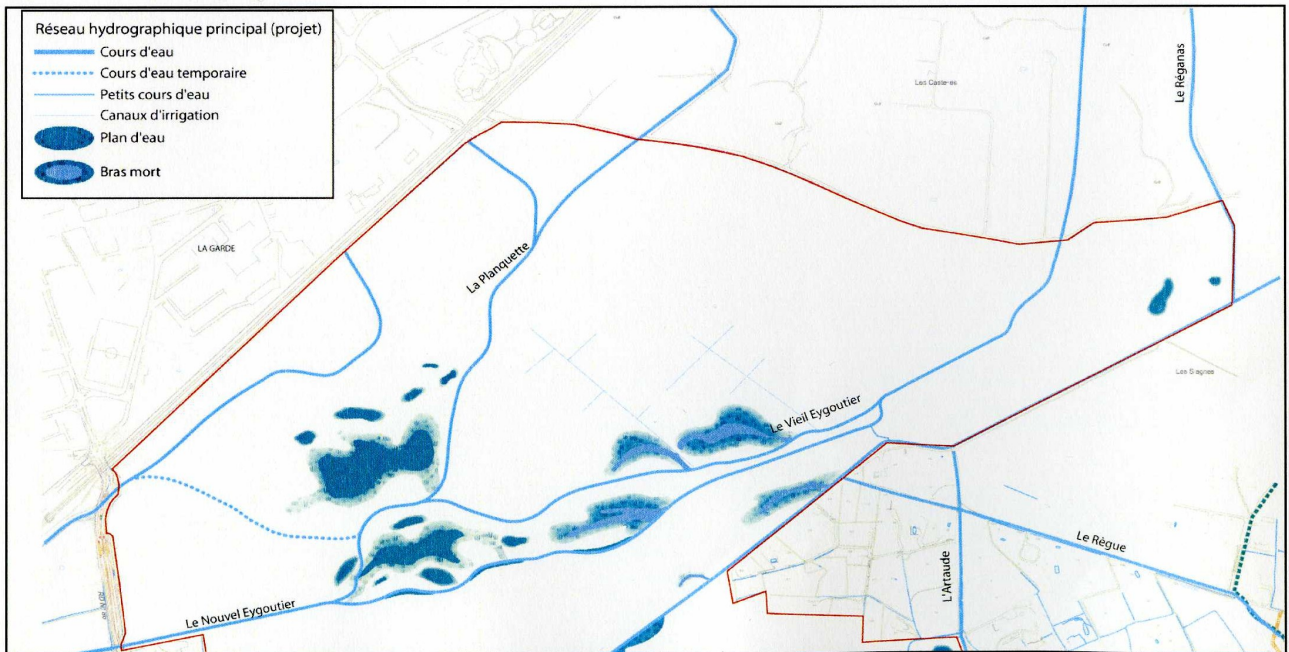 Réseau hydrographique principal (projet)
Cours d'eau
Cours d'eau temporaire
Petits cours d'eau
Canaux d'irrigation
Plan d'eau
Bras mort
LA GARDE
La Planquette
Le Réganas
Le Vieil Eygoutier
Le Nouvel Eygoutier
Le Règue
L'Artaude